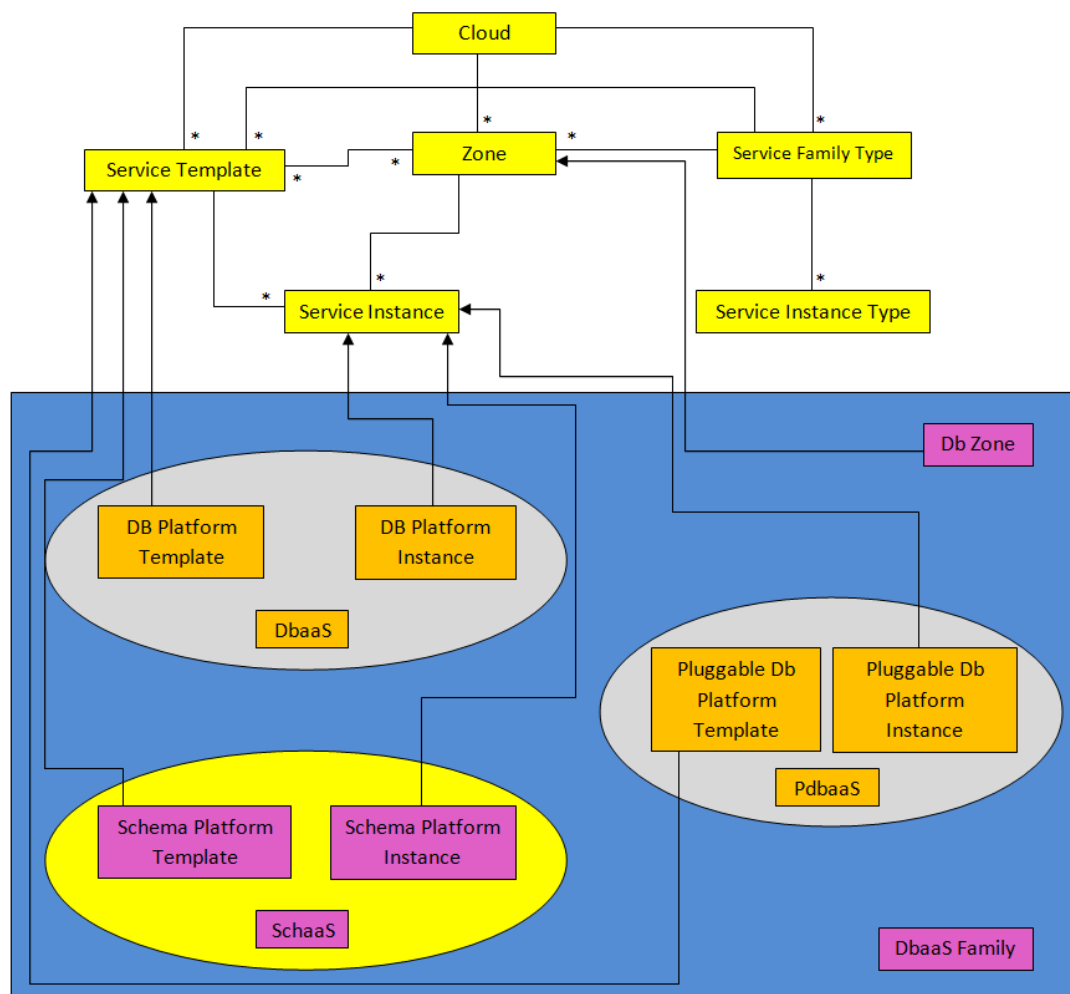 Cloud
*
*
*
*
*
Service Template
*
*
Zone
Service Family Type
*
*
*
Service Instance
Service Instance Type
Db Zone
DB Platform
Template
DB Platform
Instance
DbaaS
Pluggable Db
Platform
Template
Pluggable Db
Platform
Instance
PdbaaS
Schema Platform
Template
Schema Platform
Instance
SchaaS
DbaaS Family